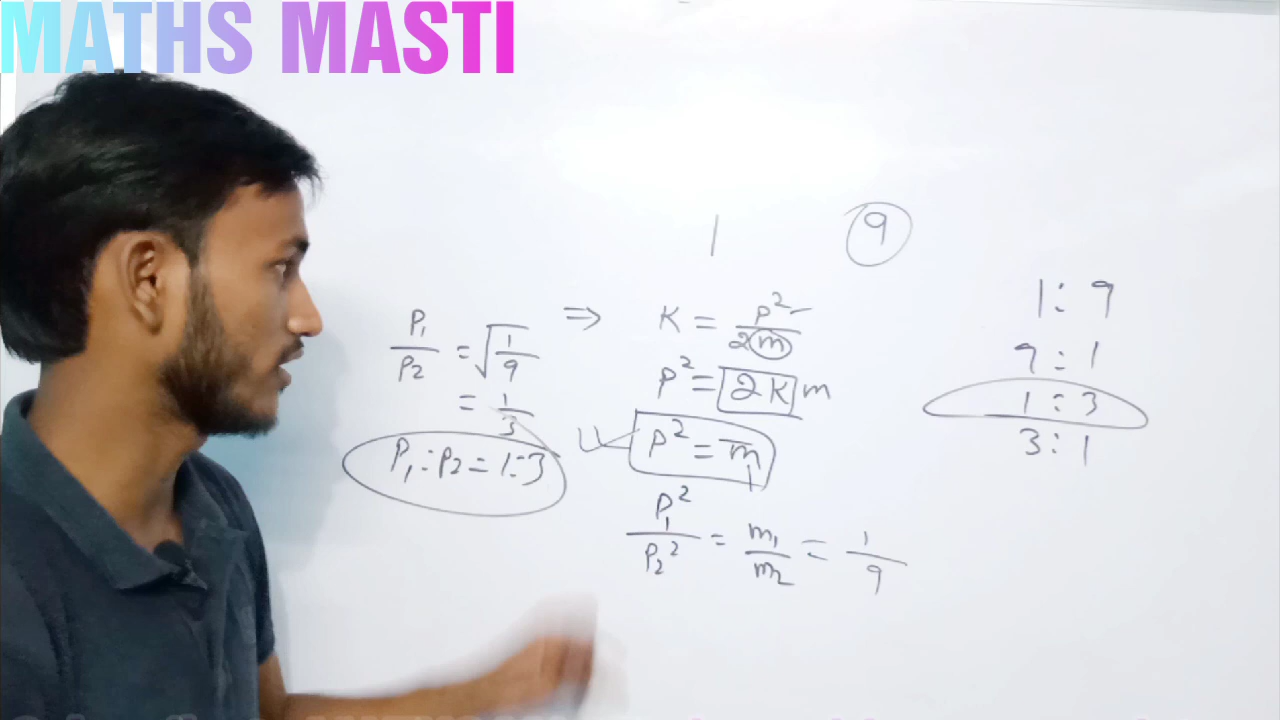 MATHS MASTI
1 9
P₁/P₂ = √(1/9)
= 1/3
P₁ : P₂ = 1 : 3
⇒ K = P²/2m
P² = 2K m
P² = m
P₁²/P₂² = m₁/m₂ = 1/9
1 : 9
9 : 1
1 : 3
3 : 1